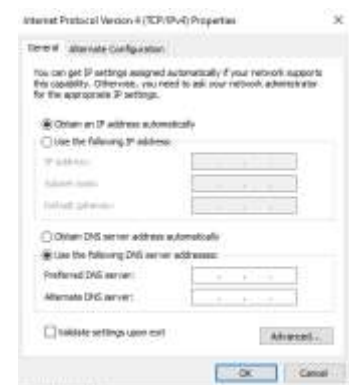 Internet Protocol Version 4 (TCP/IPv4) Properties
General Alternate Configuration
You can get IP settings assigned automatically if your network supports
this capability. Otherwise, you need to ask your network administrator
for the appropriate IP settings.
Obtain an IP address automatically
Use the following IP address:
IP address:
Subnet mask:
Default gateway:
Obtain DNS server address automatically
Use the following DNS server addresses:
Preferred DNS server:
Alternate DNS server:
Validate settings upon exit
Advanced...
OK Cancel